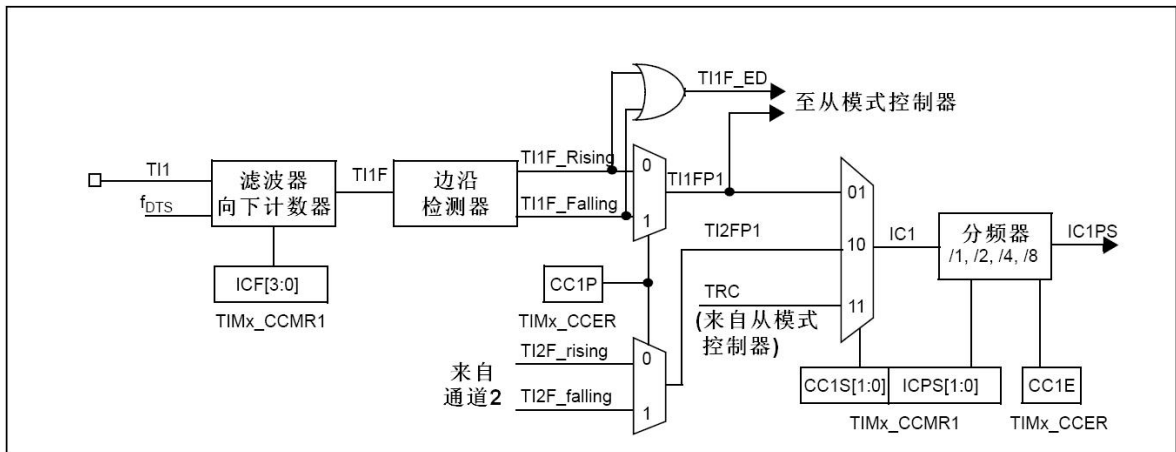 TI1F_ED
至从模式控制器
TI1
f_DTS
滤波器
向下计数器
TI1F
边沿
检测器
TI1F_Rising
TI1F_Falling
0
1
TI1FP1
01
TI2FP1
10
IC1
分频器
/1, /2, /4, /8
IC1PS
ICF[3:0]
TIMx_CCMR1
CC1P
TIMx_CCER
TRC
(来自从模式
控制器)
11
来自
通道2
TI2F_rising
TI2F_falling
0
1
CC1S[1:0]
ICPS[1:0]
TIMx_CCMR1
CC1E
TIMx_CCER